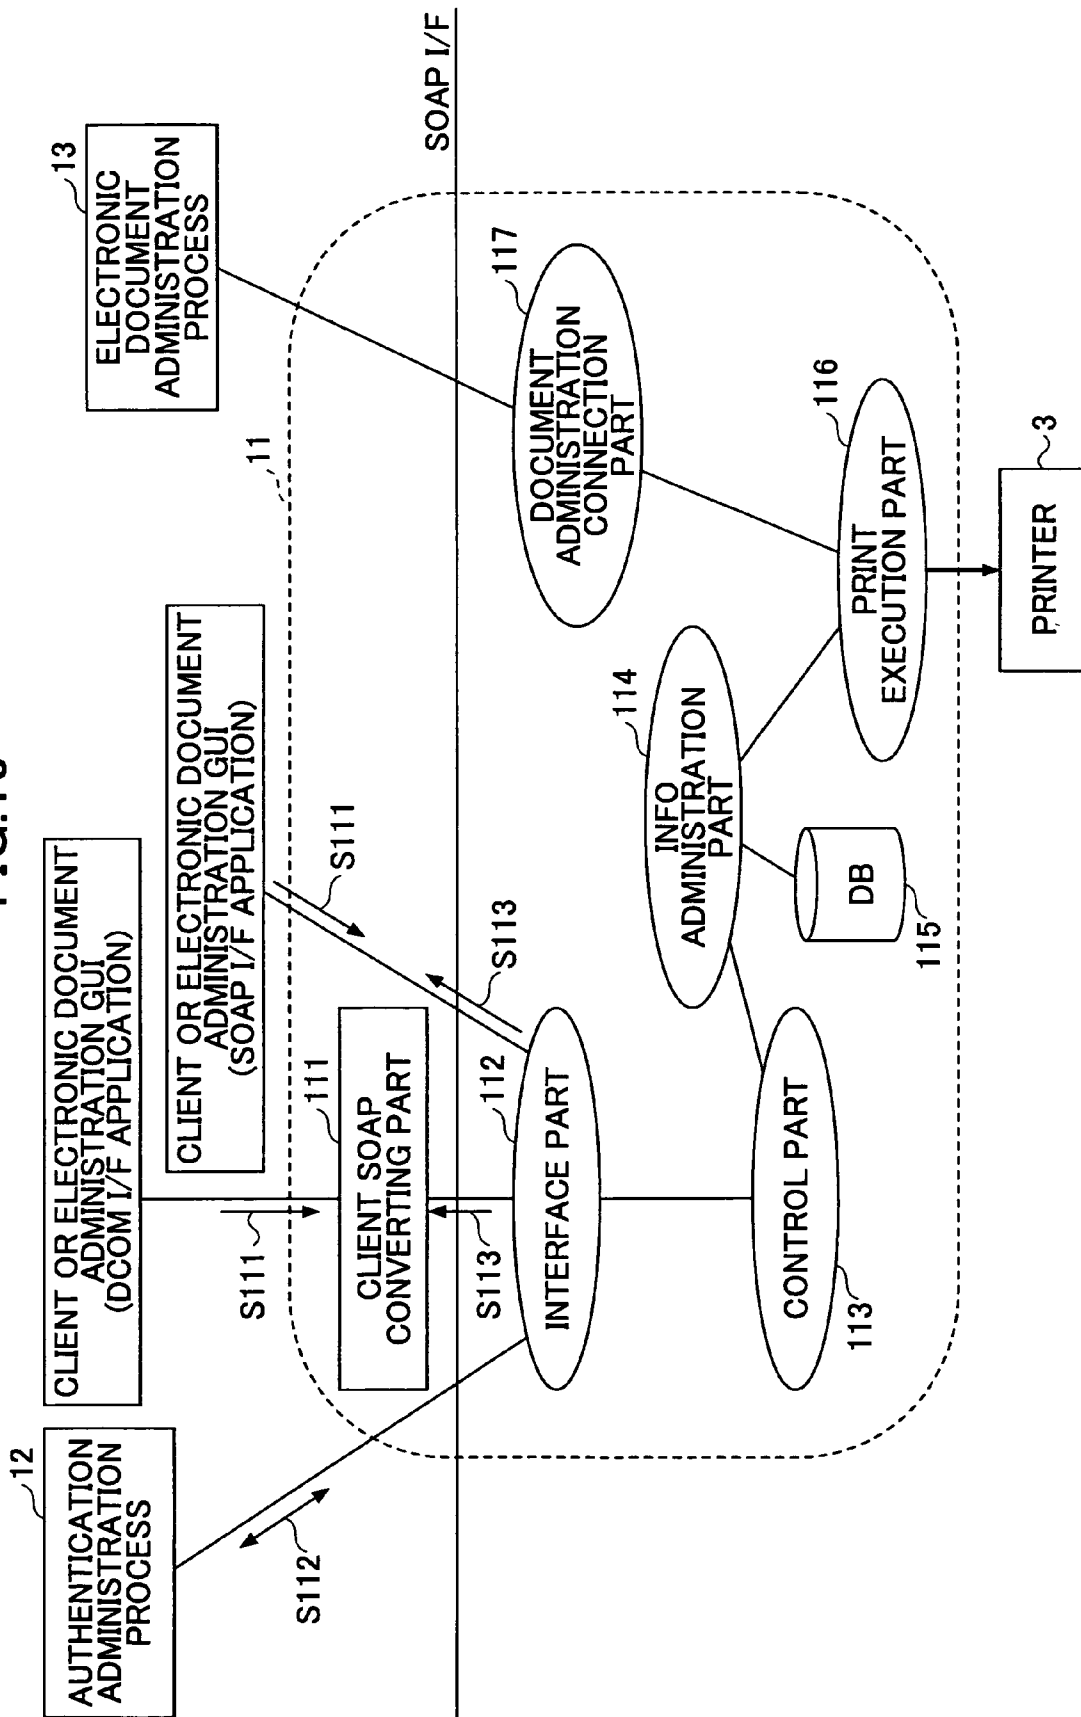 12
AUTHENTICATION
ADMINISTRATION
PROCESS
CLIENT OR ELECTRONIC DOCUMENT
ADMINISTRATION GUI
(DCOM I/F APPLICATION)
CLIENT OR ELECTRONIC DOCUMENT
ADMINISTRATION GUI
(SOAP I/F APPLICATION)
13
ELECTRONIC
DOCUMENT
ADMINISTRATION
PROCESS
S112
S111
S111
11
111
CLIENT SOAP
CONVERTING PART
SOAP I/F
S113
S113
112
INTERFACE PART
117
DOCUMENT
ADMINISTRATION
CONNECTION
PART
114
INFO
ADMINISTRATION
PART
113
CONTROL PART
DB
115
116
PRINT
EXECUTION PART
3
PRINTER